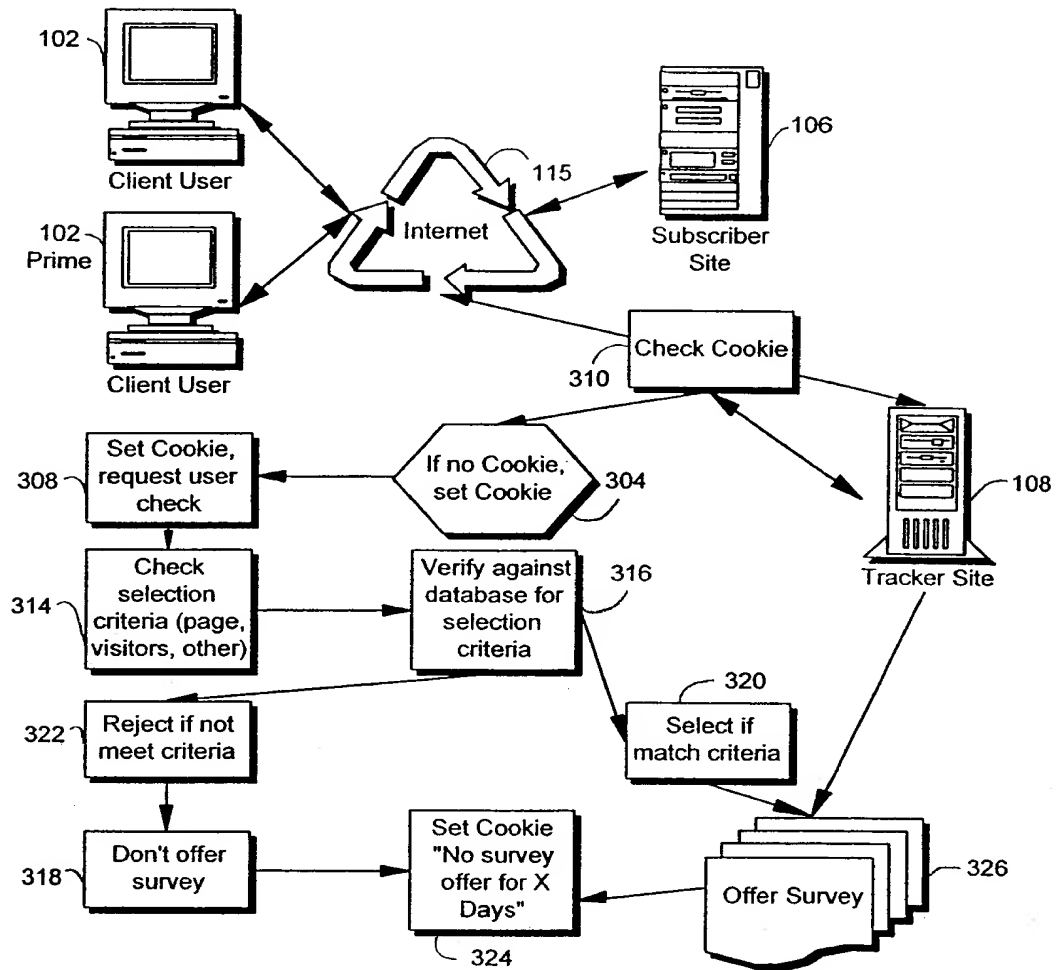 102
Client User
102
Prime
Client User
115
Internet
106
Subscriber
Site
310
Check Cookie
308
Set Cookie,
request user
check
If no Cookie,
set Cookie
304
108
Tracker Site
314
Check
selection
criteria (page,
visitors, other)
Verify against
database for
selection
criteria
316
322
Reject if not
meet criteria
320
Select if
match criteria
318
Don't offer
survey
Set Cookie
"No survey
offer for X
Days"
324
Offer Survey
326